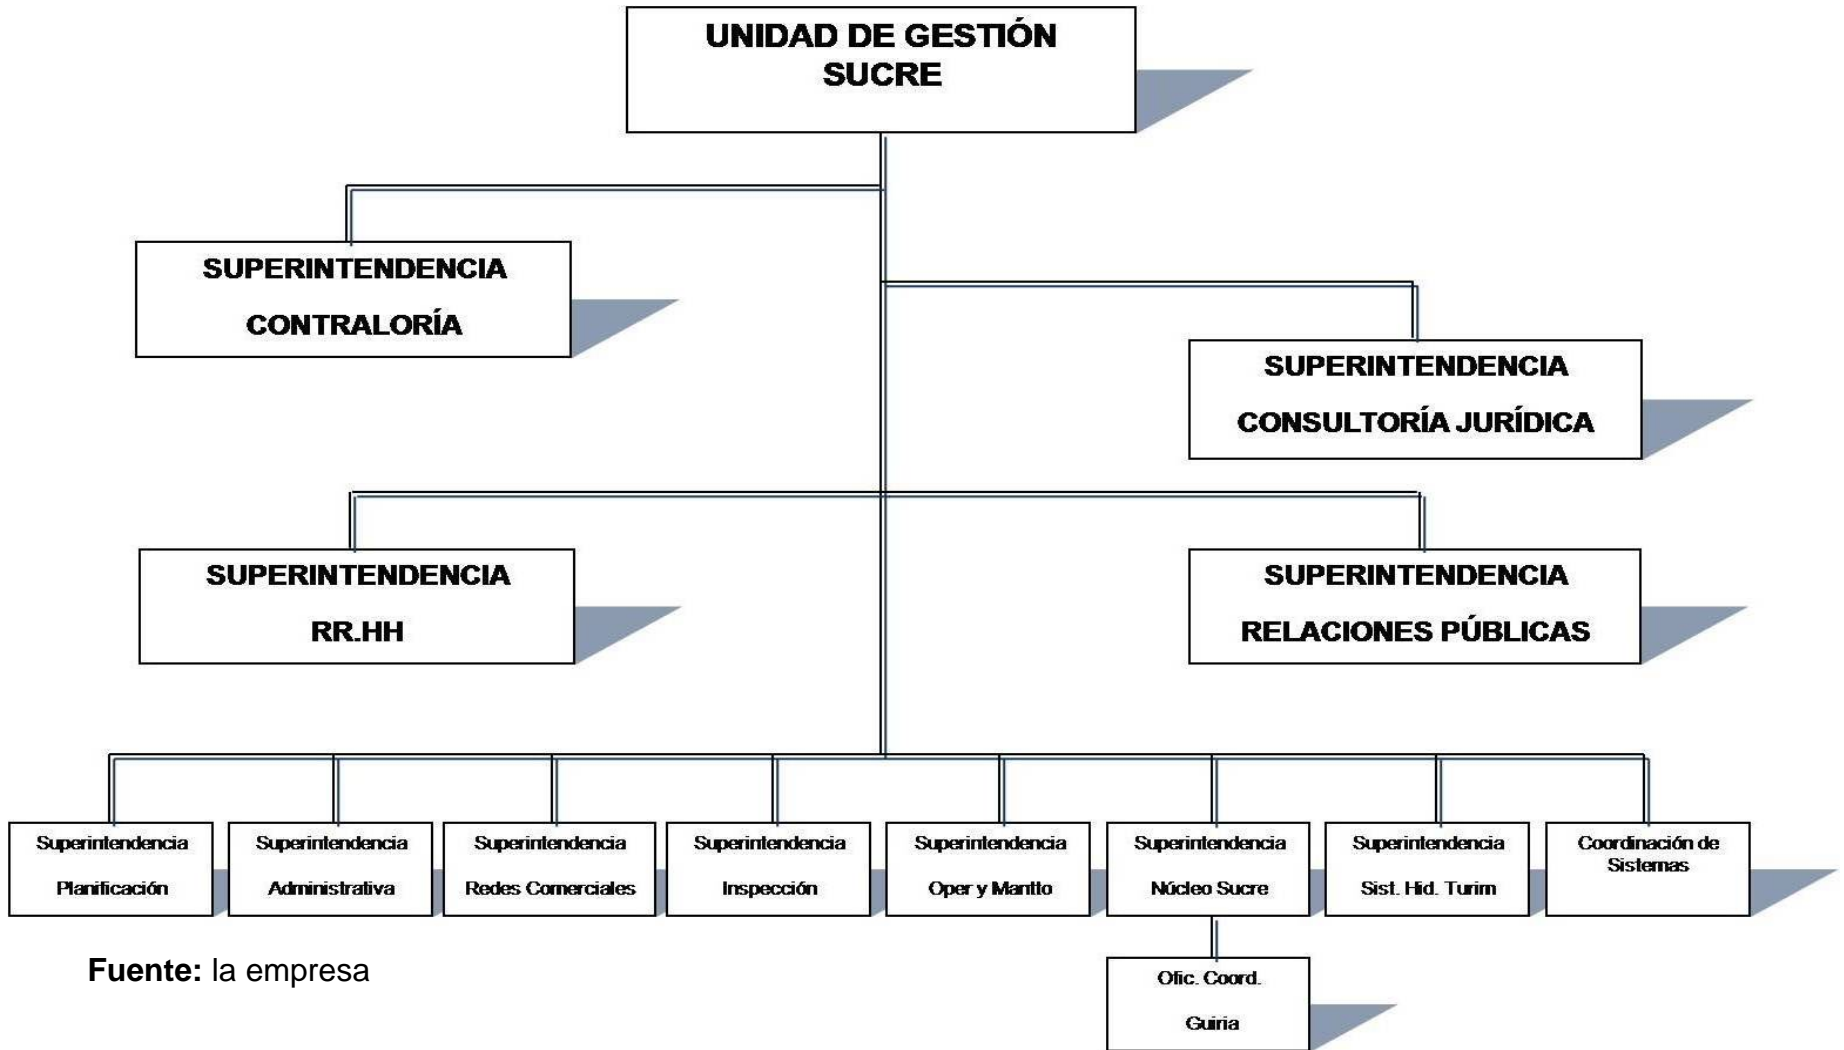 UNIDAD DE GESTIÓN
SUCRE
SUPERINTENDENCIA
CONTRALORÍA
SUPERINTENDENCIA
CONSULTORÍA JURÍDICA
SUPERINTENDENCIA
RR.HH
SUPERINTENDENCIA
RELACIONES PÚBLICAS
Superintendencia
Planificación
Superintendencia
Administrativa
Superintendencia
Redes Comerciales
Superintendencia
Inspección
Superintendencia
Oper y Mantto
Superintendencia
Núcleo Sucre
Superintendencia
Sist. Hid. Turim
Coordinación de
Sistemas
Ofic. Coord.
Guiria
Fuente: la empresa